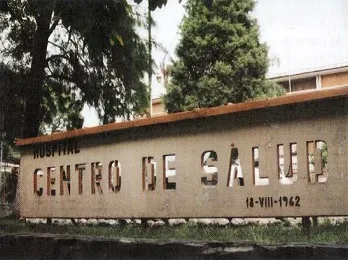 HOSPITAL
CENTRO DE SALUD
18-VIII-1962